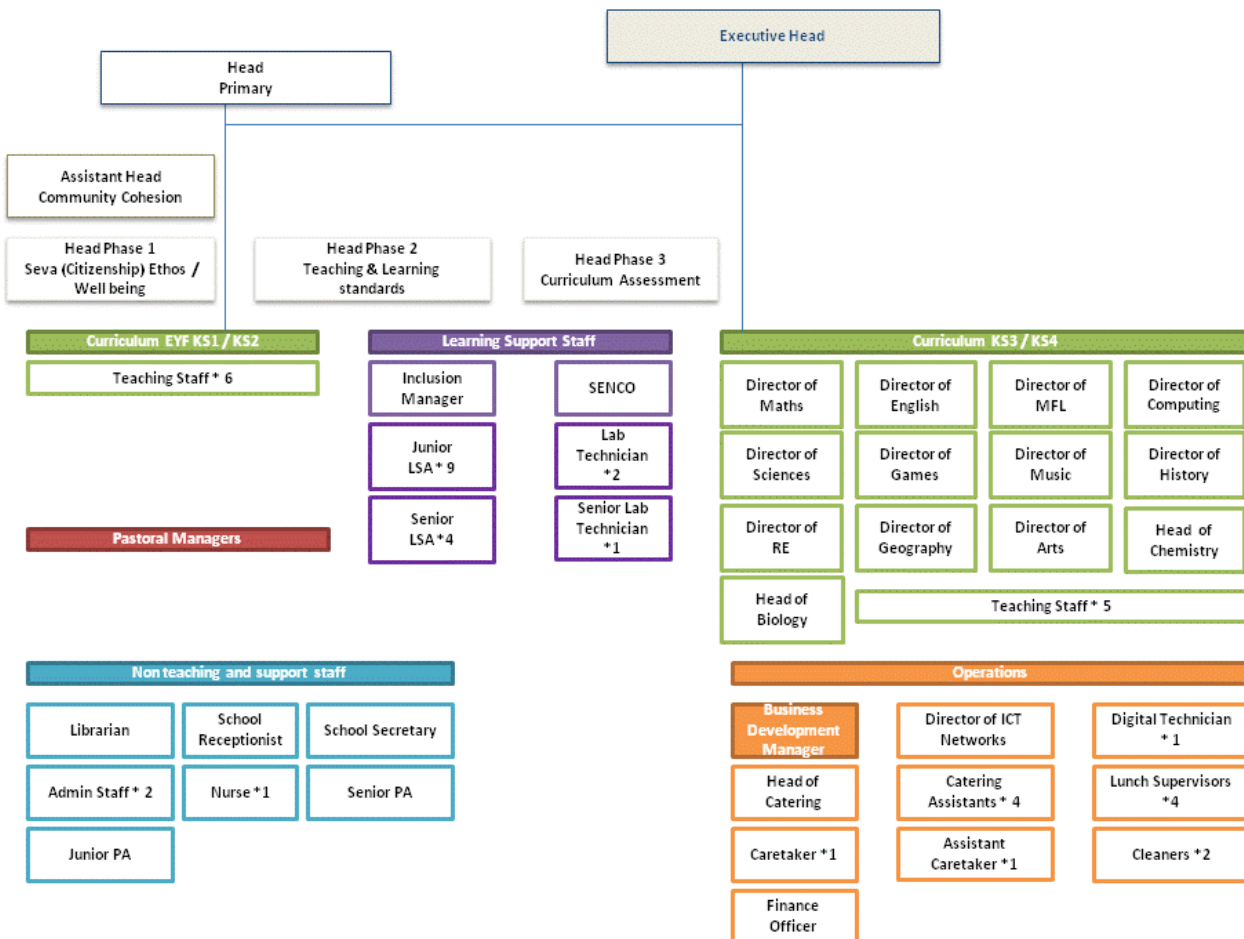 Executive Head
Head
Primary
Assistant Head
Community Cohesion
Head Phase 1
Seva (Citizenship) Ethos /
Well being
Head Phase 2
Teaching & Learning
standards
Head Phase 3
Curriculum Assessment
Curriculum EYF KS1 / KS2
Teaching Staff * 6
Pastoral Managers
Learning Support Staff
Inclusion
Manager
SENCO
Junior
LSA * 9
Lab
Technician
*2
Senior
LSA *4
Senior Lab
Technician
*1
Curriculum KS3 / KS4
Director of
Maths
Director of
English
Director of
MFL
Director of
Computing
Director of
Sciences
Director of
Games
Director of
Music
Director of
History
Director of
RE
Director of
Geography
Director of
Arts
Head of
Chemistry
Head of
Biology
Teaching Staff * 5
Non teaching and support staff
Librarian
School
Receptionist
School Secretary
Admin Staff * 2
Nurse *1
Senior PA
Junior PA
Operations
Business
Development
Manager
Director of ICT
Networks
Digital Technician
* 1
Head of
Catering
Catering
Assistants * 4
Lunch Supervisors
*4
Caretaker *1
Assistant
Caretaker *1
Cleaners *2
Finance
Officer